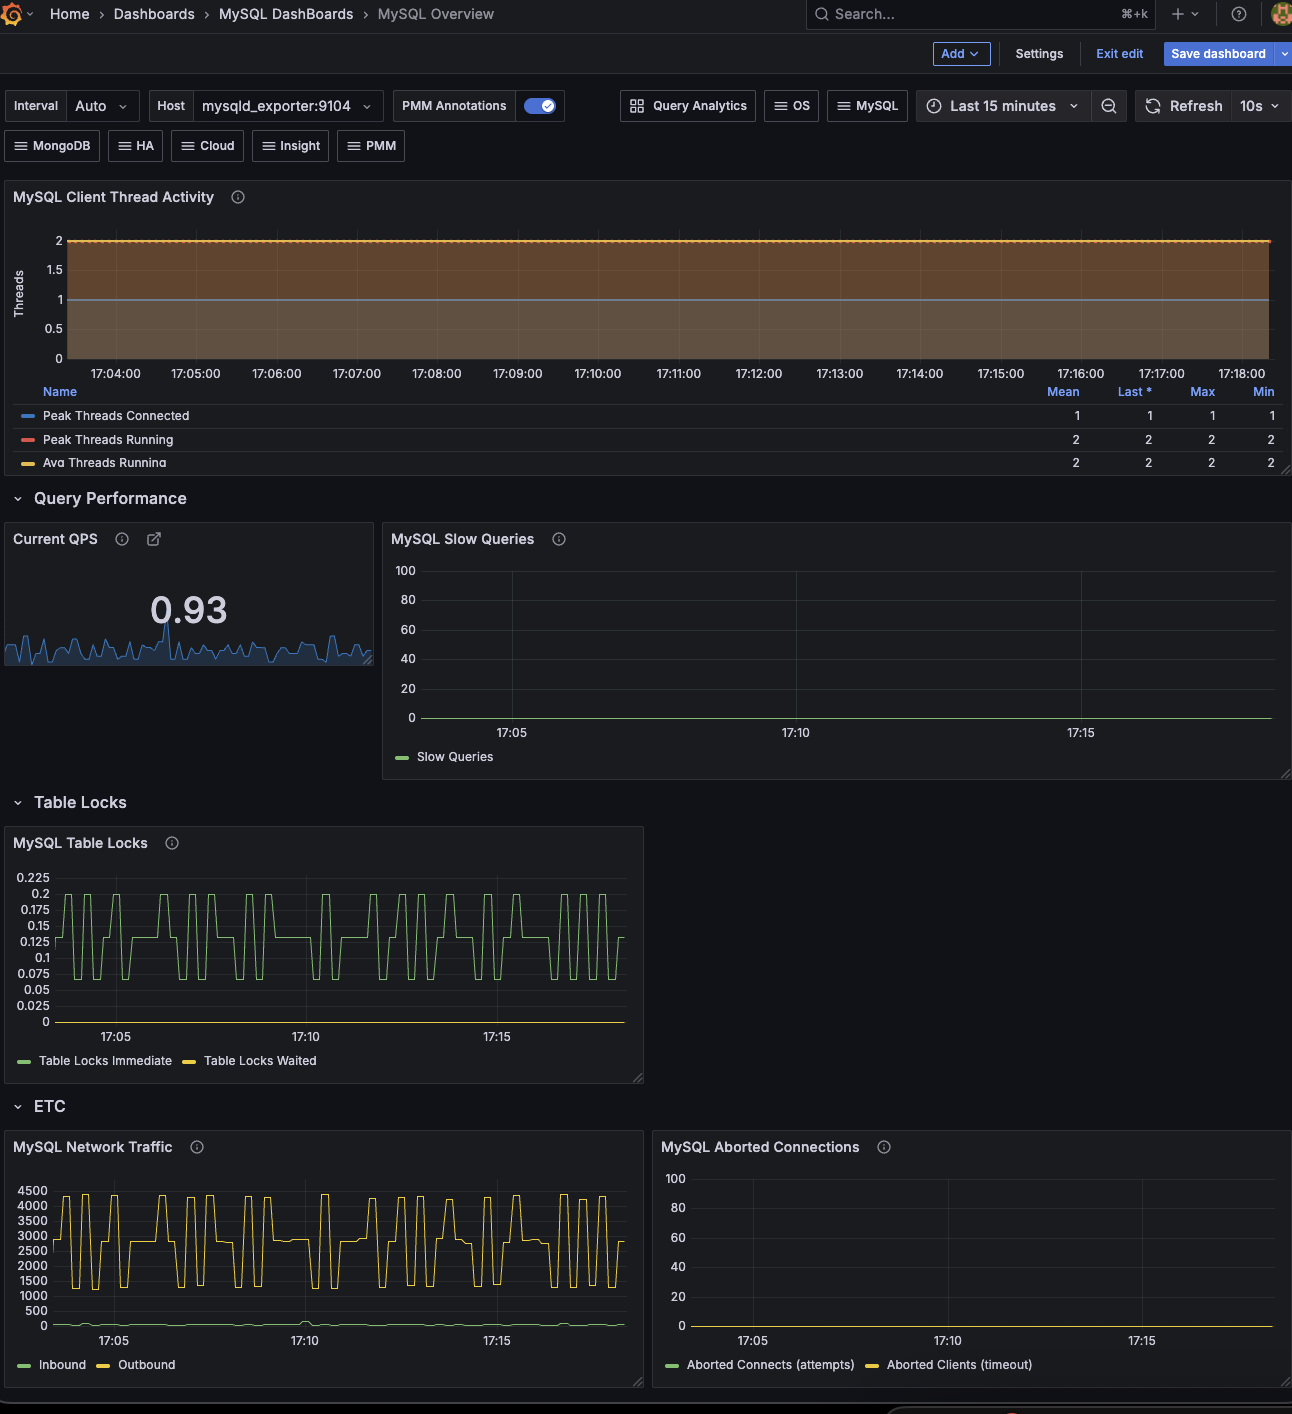 Home › Dashboards › MySQL DashBoards › MySQL Overview
Search... ⌘+k
Add Settings Exit edit Save dashboard
Interval Auto Host mysqld_exporter:9104 PMM Annotations Query Analytics OS MySQL Last 15 minutes Refresh 10s
MongoDB HA Cloud Insight PMM
MySQL Client Thread Activity
Threads
2
1.5
1
0.5
0
17:04:00 17:05:00 17:06:00 17:07:00 17:08:00 17:09:00 17:10:00 17:11:00 17:12:00 17:13:00 17:14:00 17:15:00 17:16:00 17:17:00 17:18:00
Name Mean Last * Max Min
Peak Threads Connected 1 1 1 1
Peak Threads Running 2 2 2 2
Avg Threads Running 2 2 2 2
Query Performance
Current QPS
0.93
MySQL Slow Queries
100
80
60
40
20
0
17:05 17:10 17:15
Slow Queries
Table Locks
MySQL Table Locks
0.225
0.2
0.175
0.15
0.125
0.1
0.075
0.05
0.025
0
17:05 17:10 17:15
Table Locks Immediate Table Locks Waited
ETC
MySQL Network Traffic
4500
4000
3500
3000
2500
2000
1500
1000
500
0
17:05 17:10 17:15
Inbound Outbound
MySQL Aborted Connections
100
80
60
40
20
0
17:05 17:10 17:15
Aborted Connects (attempts) Aborted Clients (timeout)